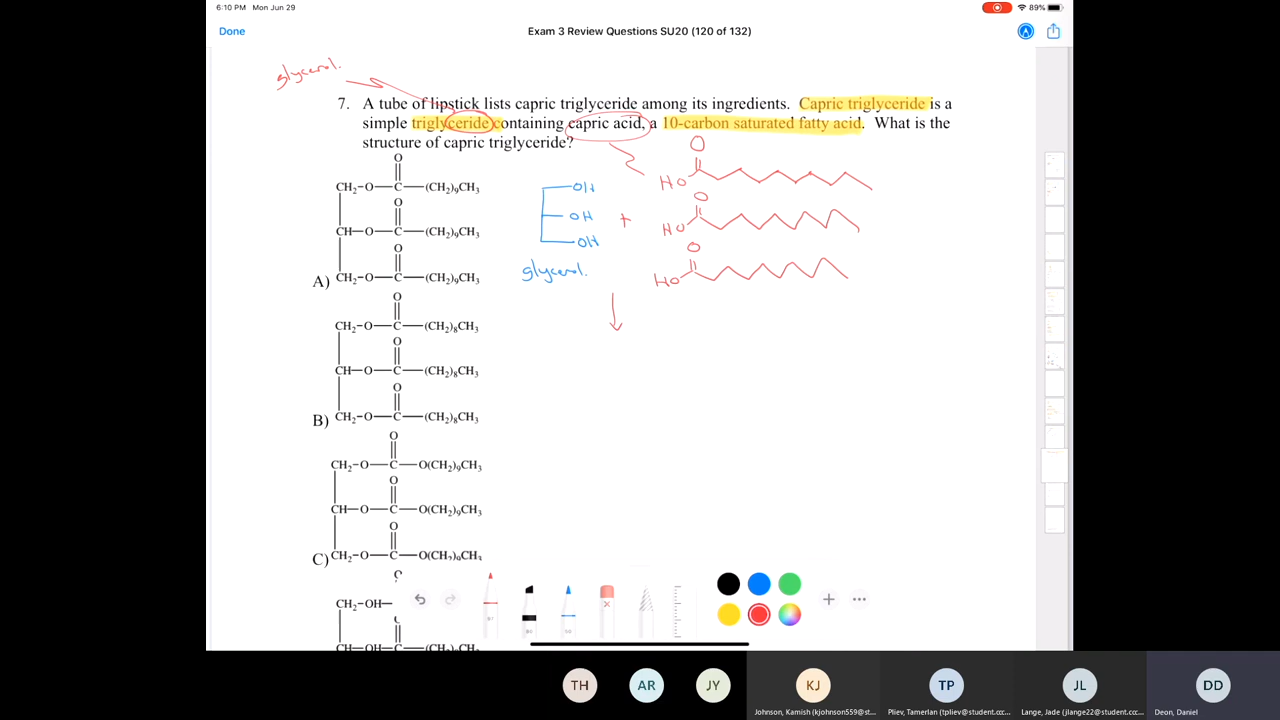 6:10 PM Mon Jun 29
89%
Done
Exam 3 Review Questions SU20 (120 of 132)
glycerol.
7. A tube of lipstick lists capric triglyceride among its ingredients. Capric triglyceride is a
simple triglyceride containing capric acid, a 10-carbon saturated fatty acid. What is the
structure of capric triglyceride?
O
CH₂-O-C-(CH₂)₉CH₃
O
CH-O-C-(CH₂)₉CH₃
O
A) CH₂-O-C-(CH₂)₉CH₃
OH
OH
OH
glycerol.
+
O
HO
O
HO
O
HO
O
CH₂-O-C-(CH₂)₈CH₃
O
CH-O-C-(CH₂)₈CH₃
O
B) CH₂-O-C-(CH₂)₈CH₃
O
CH₂-O-C-O(CH₂)₉CH₃
O
CH-O-C-O(CH₂)₉CH₃
O
C) CH₂-O-C-O(CH₂)₉CH₃
CH₂-OH-
CH-OH-C-(CH₂)₈CH₃
TH
AR
JY
KJ
Johnson, Kamish (kjohnson559@st...
TP
Pliev, Tamerlan (tpliev@student.ccc...
JL
Lange, Jade (jlange22@student.ccc...
DD
Deon, Daniel